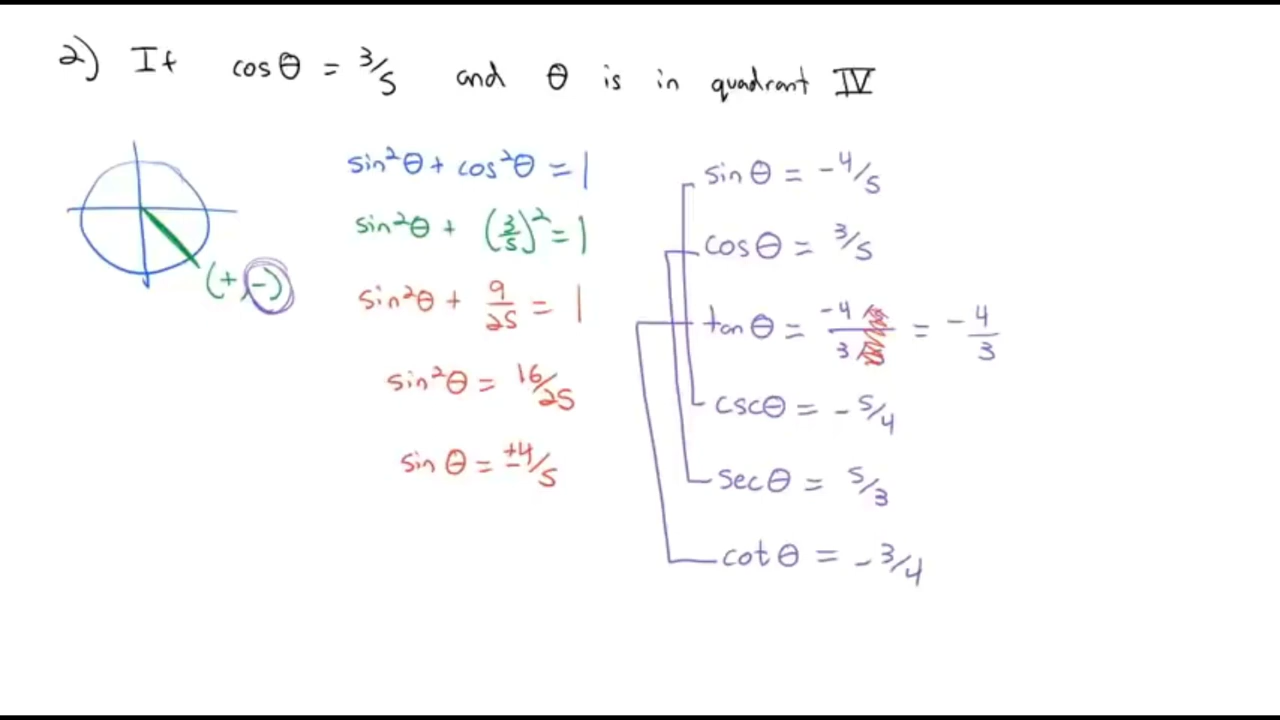 2) If cosθ = 3/5 and θ is in quadrant IV
(+, -)
sin²θ + cos²θ = 1
sin²θ + (3/5)² = 1
sin²θ + 9/25 = 1
sin²θ = 16/25
sin θ = ±4/5
sin θ = -4/5
cos θ = 3/5
tan θ = -4/3 = -4/3
csc θ = -5/4
sec θ = 5/3
cot θ = -3/4